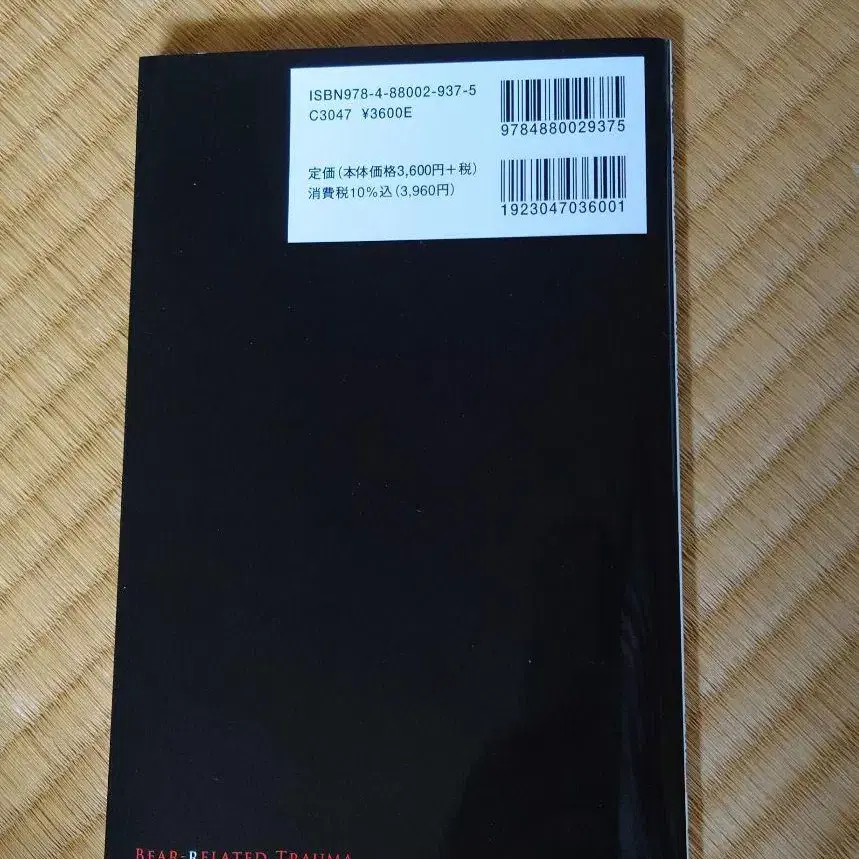 ISBN978-4-88002-937-5
C3047 ¥3600E
定価(本体価格3,600円+税)
消費税10%込(3,960円)
9784880029375
1923047036001
BEAR-RELATED TRAUMA